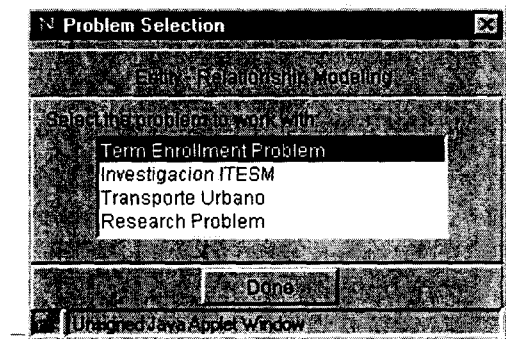 Problem Selection
Relationship Modeling
Select the problem to work with:
Term Enrollment Problem
Investigacion ITESM
Transporte Urbano
Research Problem
Done
Unsigned Java Applet Window